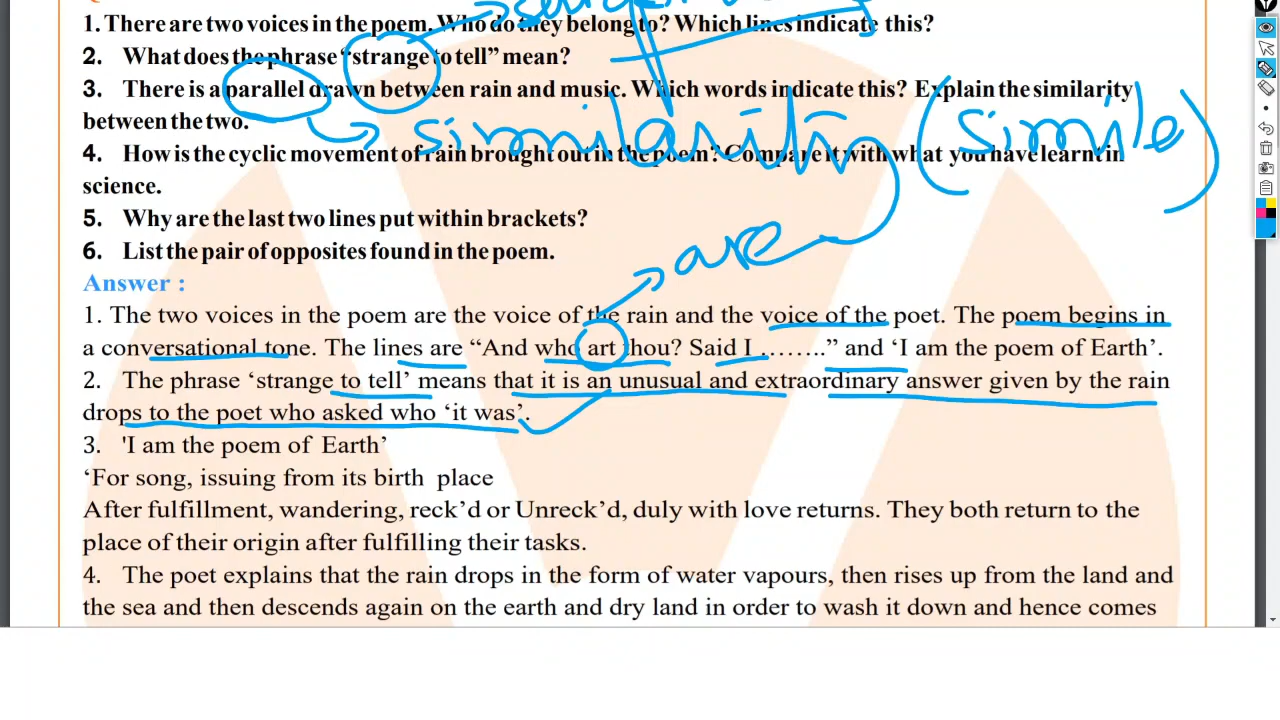 1. There are two voices in the poem. Who do they belong to? Which lines indicate this?
2. What does the phrase “strange to tell” mean?
3. There is a parallel drawn between rain and music. Which words indicate this? Explain the similarity
between the two.
similarity (simile)
4. How is the cyclic movement of rain brought out in the poem? Compare it with what you have learnt in
science.
5. Why are the last two lines put within brackets?
6. List the pair of opposites found in the poem.
are
Answer :
1. The two voices in the poem are the voice of the rain and the voice of the poet. The poem begins in
a conversational tone. The lines are “And who art thou? Said I ……..” and ‘I am the poem of Earth’.
2. The phrase ‘strange to tell’ means that it is an unusual and extraordinary answer given by the rain
drops to the poet who asked who ‘it was’.
3. 'I am the poem of Earth’
‘For song, issuing from its birth place
After fulfillment, wandering, reck’d or Unreck’d, duly with love returns. They both return to the
place of their origin after fulfilling their tasks.
4. The poet explains that the rain drops in the form of water vapours, then rises up from the land and
the sea and then descends again on the earth and dry land in order to wash it down and hence comes